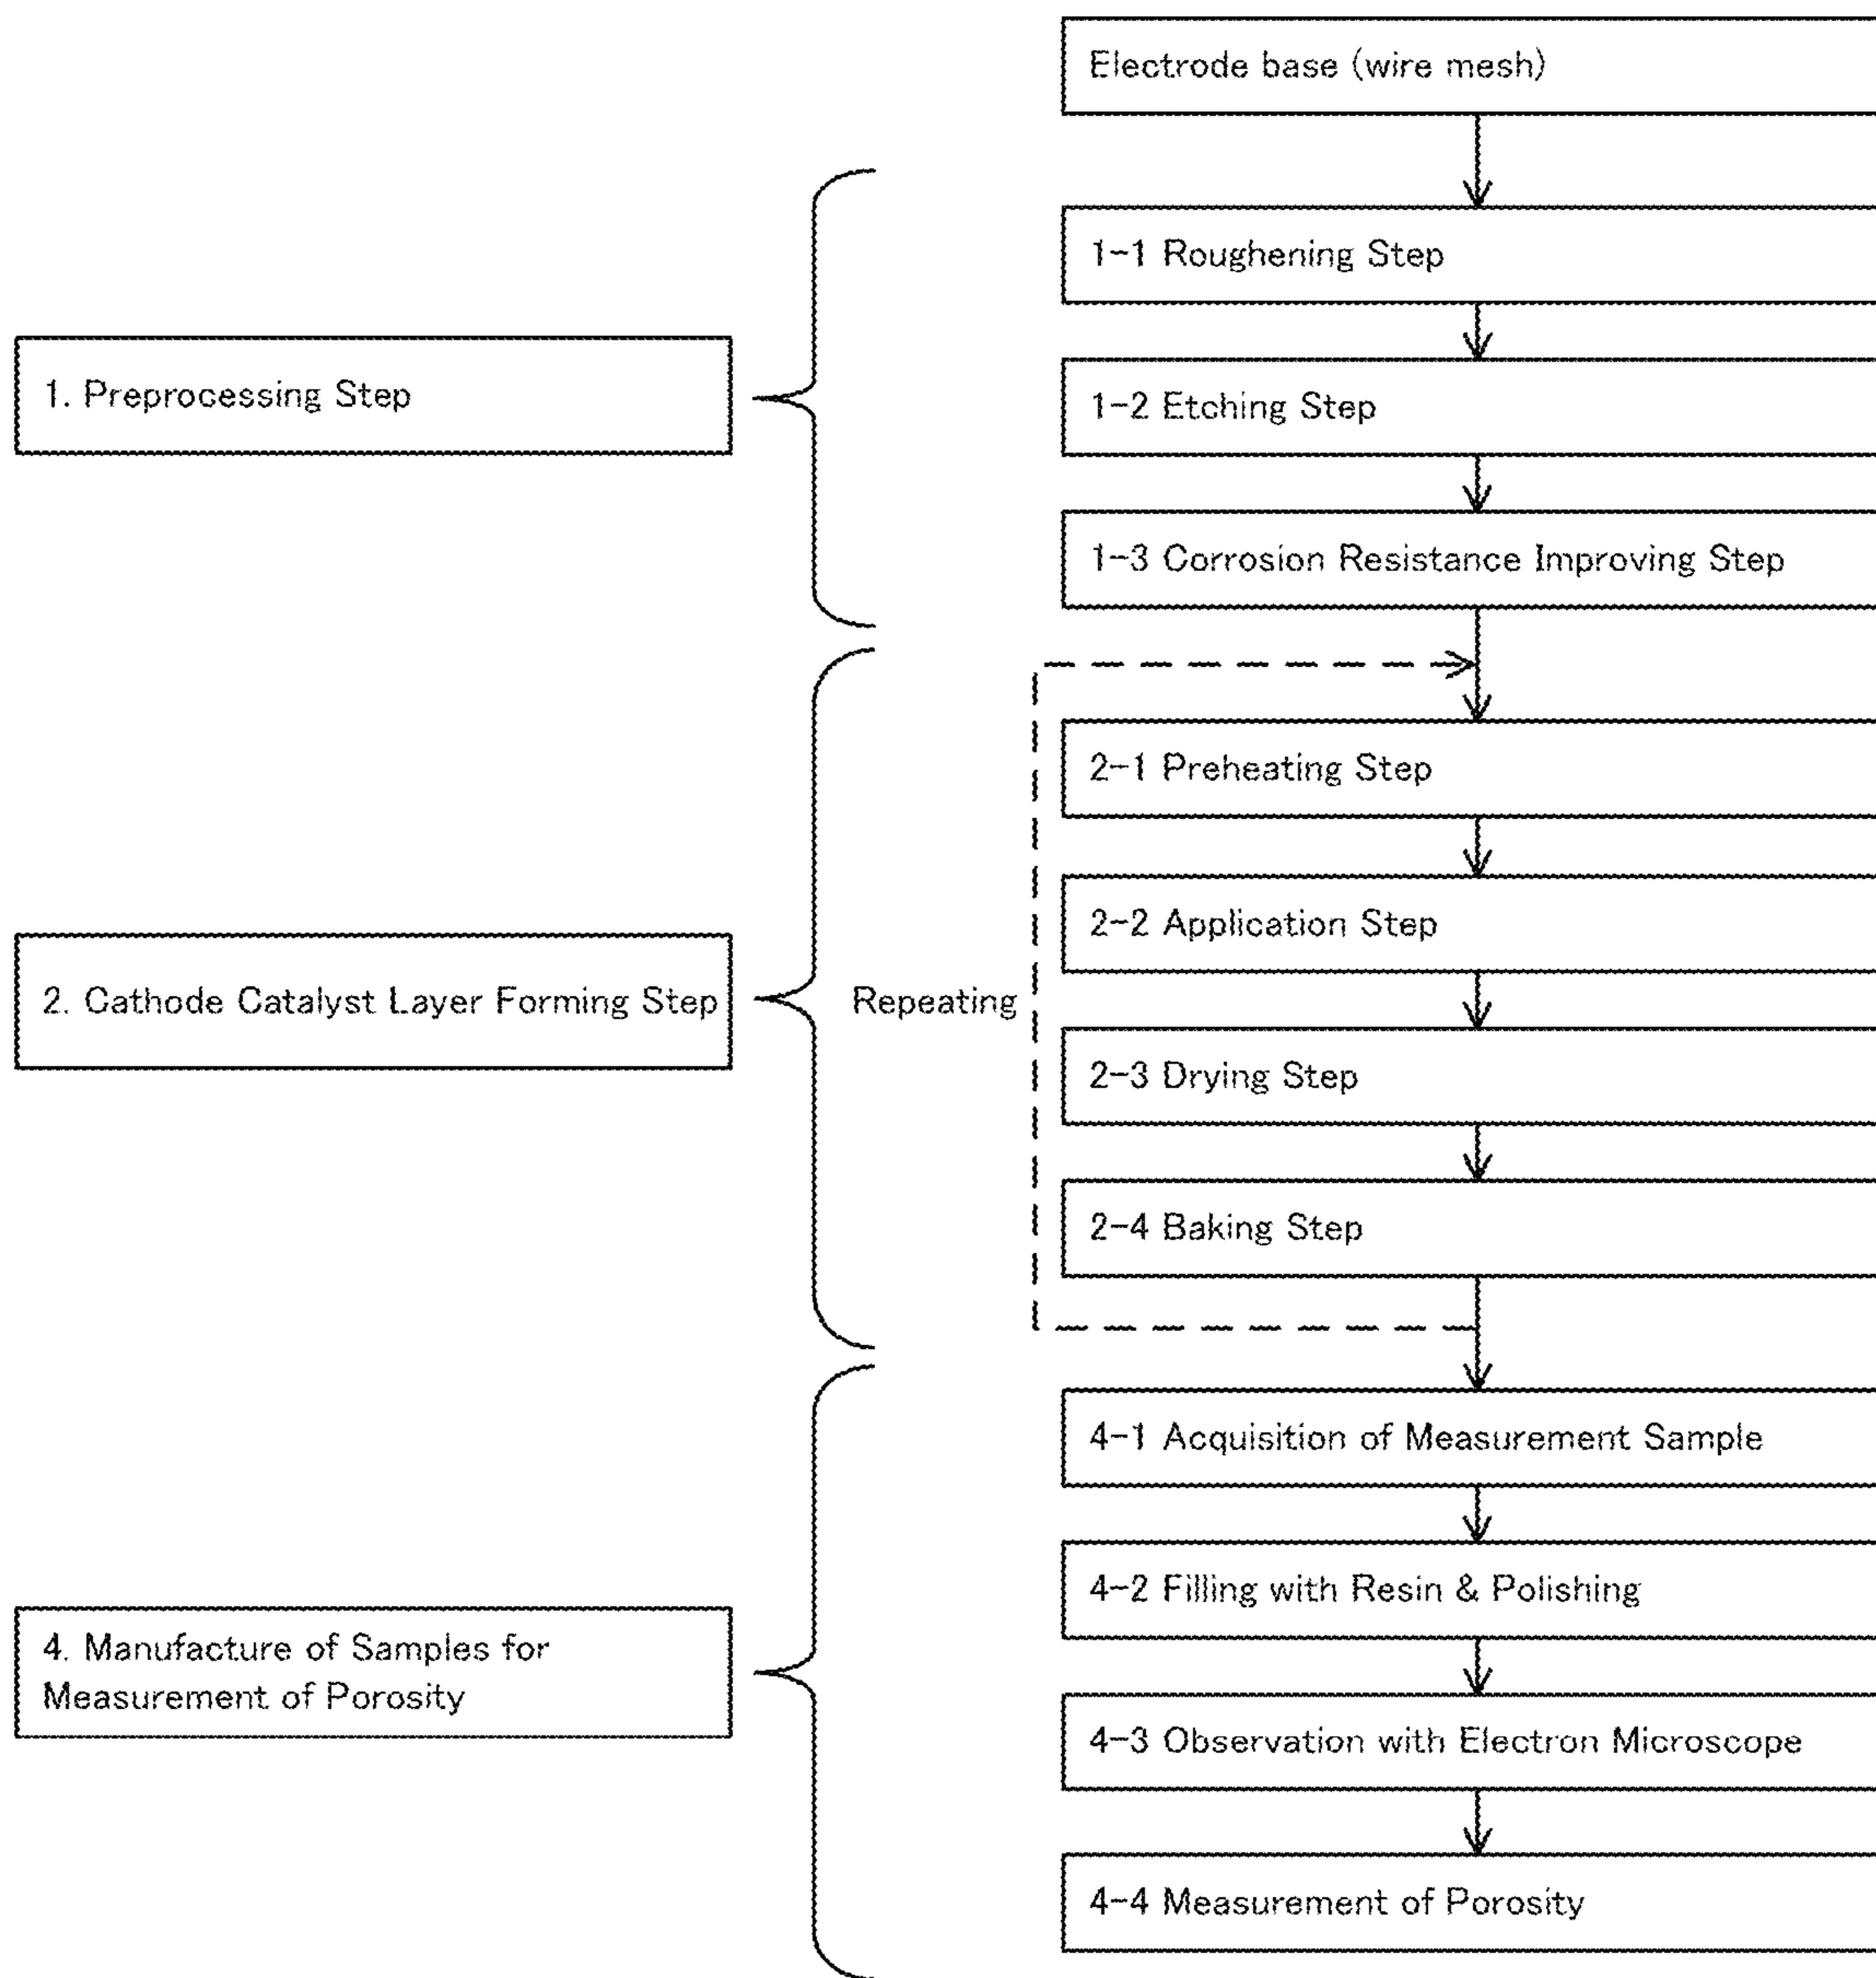 Electrode base (wire mesh)
1-1 Roughening Step
1. Preprocessing Step
1-2 Etching Step
1-3 Corrosion Resistance Improving Step
2-1 Preheating Step
2-2 Application Step
2. Cathode Catalyst Layer Forming Step
Repeating
2-3 Drying Step
2-4 Baking Step
4-1 Acquisition of Measurement Sample
4-2 Filling with Resin & Polishing
4. Manufacture of Samples for
Measurement of Porosity
4-3 Observation with Electron Microscope
4-4 Measurement of Porosity